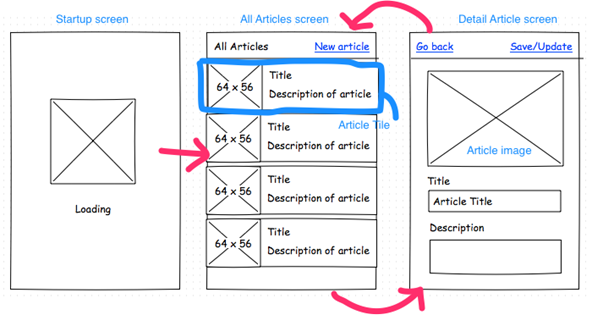 Startup screen
Loading
All Articles screen
All Articles
New article
64 x 56
Title
Description of article
Article Tile
64 x 56
Title
Description of article
64 x 56
Title
Description of article
64 x 56
Title
Description of article
Detail Article screen
Go back
Save/Update
Article image
Title
Article Title
Description